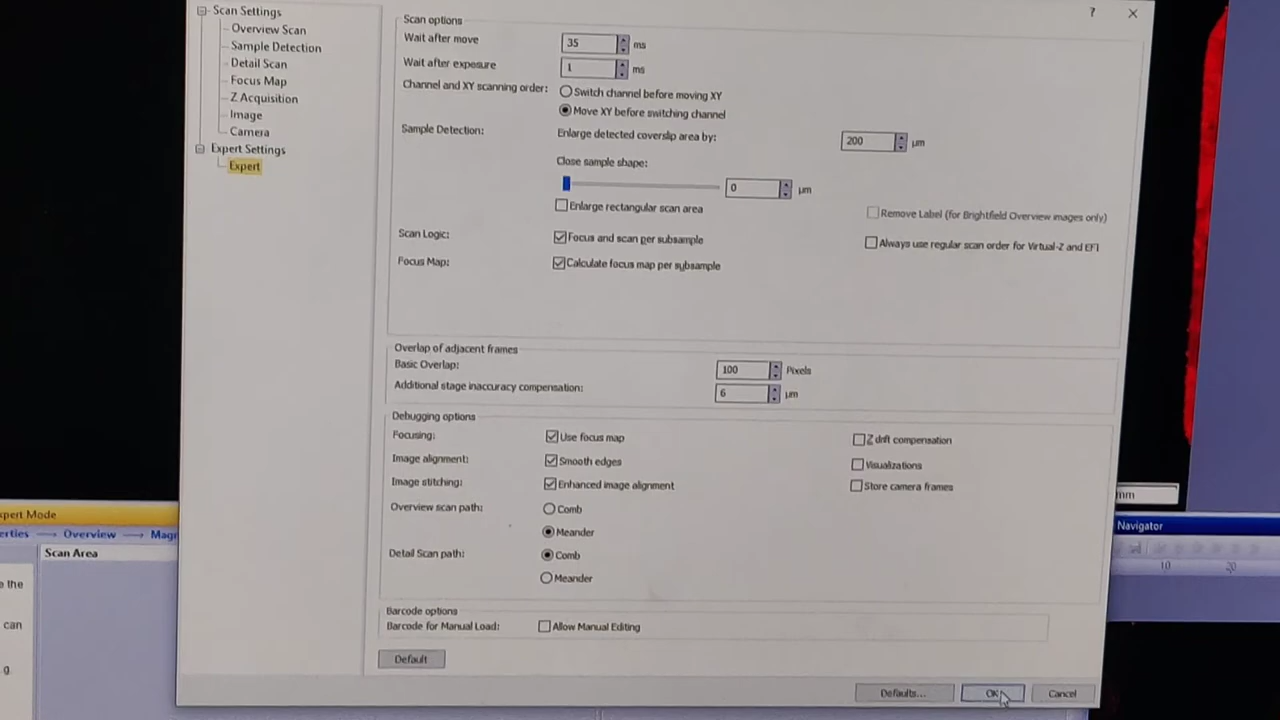 Scan Settings
Overview Scan
Sample Detection
Detail Scan
Focus Map
Z Acquisition
Image
Camera
Expert Settings
Expert
?
Scan options
Wait after move 35 ms
Wait after exposure 1 ms
Channel and XY scanning order: Switch channel before moving XY
Move XY before switching channel
Sample Detection: Enlarge detected coverslip area by: 200 µm
Close sample shape:
0 µm
Enlarge rectangular scan area
Remove Label (for Brightfield Overview images only)
Scan Logic: Focus and scan per subsample
Always use regular scan order for Virtual-Z and EFI
Focus Map: Calculate focus map per subsample
Overlap of adjacent frames
Basic Overlap: 100 Pixels
Additional stage inaccuracy compensation: 6 µm
Debugging options
Focusing: Use focus map Z drift compensation
Image alignment: Smooth edges Visualizations
Image stitching: Enhanced image alignment Store camera frames
Overview scan path: Comb
Meander
Detail Scan path: Comb
Meander
Barcode options
Barcode for Manual Load: Allow Manual Editing
Default
Defaults... OK Cancel
xpert Mode
erties Overview Magn
Scan Area
the
can
g
mm
Navigator
10 20